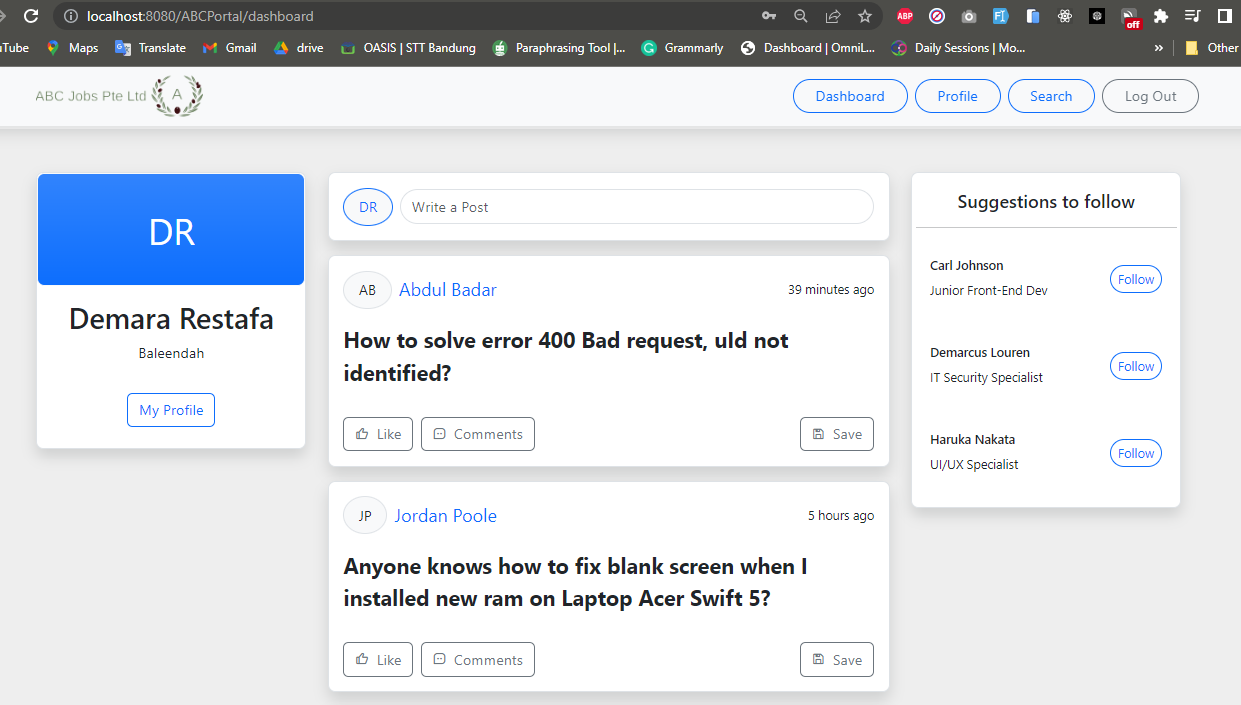 localhost:8080/ABCPortal/dashboard
ABP
off
uTube
Maps
Translate
Gmail
drive
OASIS | STT Bandung
Paraphrasing Tool |...
Grammarly
Dashboard | OmniL...
Daily Sessions | Mo...
»
Other
ABC Jobs Pte Ltd
A
Dashboard
Profile
Search
Log Out
DR
Demara Restafa
Baleendah
My Profile
DR
Write a Post
AB
Abdul Badar
39 minutes ago
How to solve error 400 Bad request, uId not
identified?
Like
Comments
Save
JP
Jordan Poole
5 hours ago
Anyone knows how to fix blank screen when I
installed new ram on Laptop Acer Swift 5?
Like
Comments
Save
Suggestions to follow
Carl Johnson
Junior Front-End Dev
Follow
Demarcus Louren
IT Security Specialist
Follow
Haruka Nakata
UI/UX Specialist
Follow